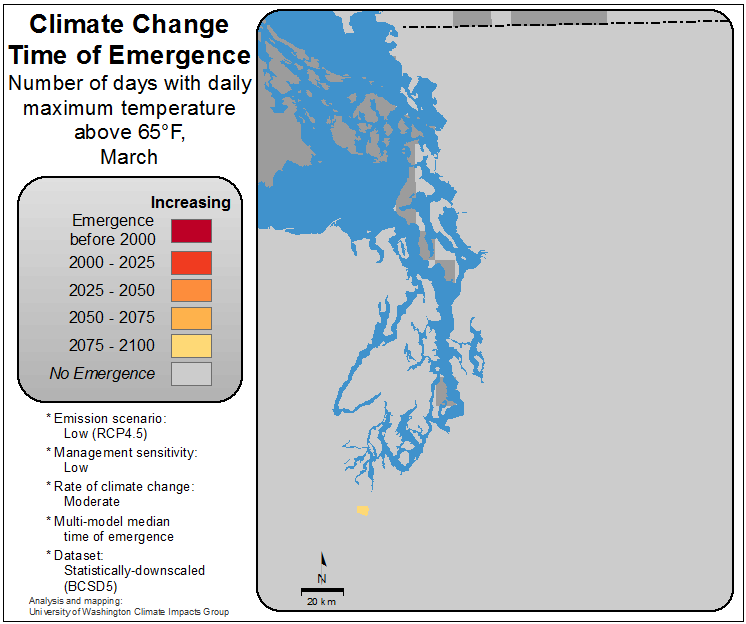 Climate Change
Time of Emergence
Number of days with daily
maximum temperature
above 65°F,
March
Increasing
Emergence
before 2000
2000 - 2025
2025 - 2050
2050 - 2075
2075 - 2100
No Emergence
* Emission scenario:
Low (RCP4.5)
* Management sensitivity:
Low
* Rate of climate change:
Moderate
* Multi-model median
time of emergence
* Dataset:
Statistically-downscaled
(BCSD5)
Analysis and mapping:
University of Washington Climate Impacts Group
N
20 km